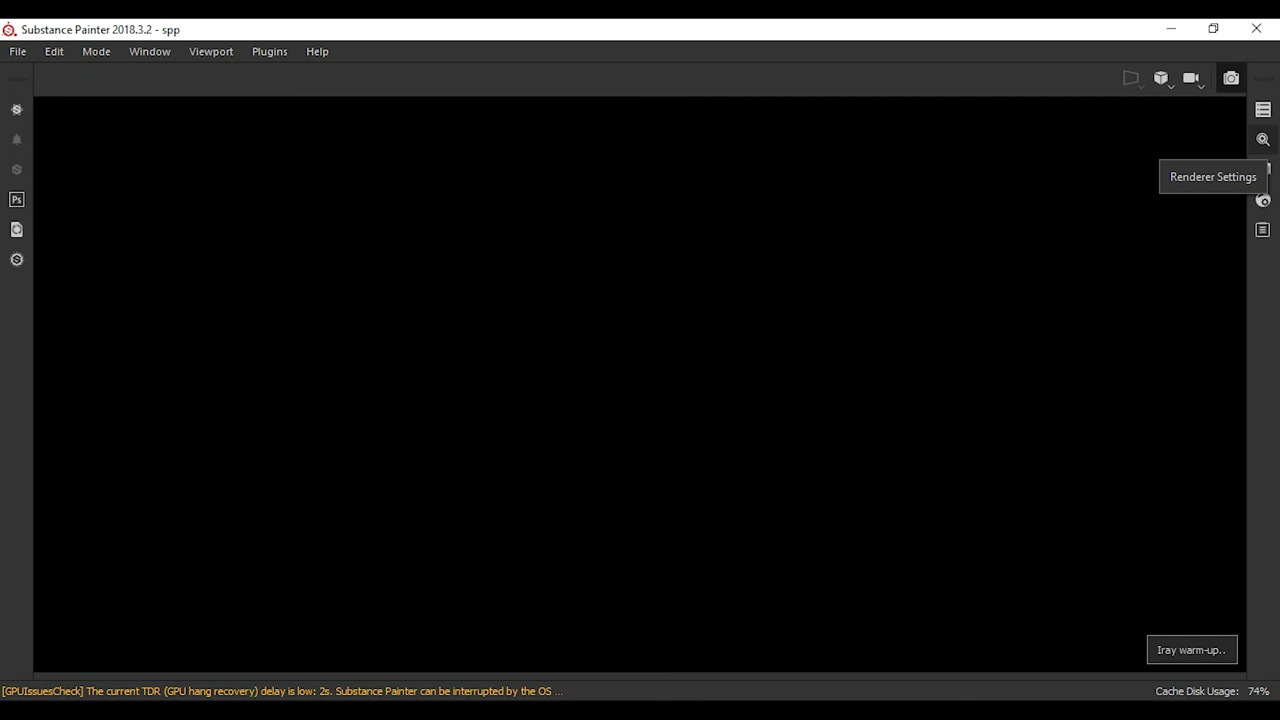 Substance Painter 2018.3.2 - spp
File Edit Mode Window Viewport Plugins Help
Renderer Settings
Ps
Iray warm-up..
[GPUIssuesCheck] The current TDR (GPU hang recovery) delay is low: 2s. Substance Painter can be interrupted by the OS ...
Cache Disk Usage: 74%